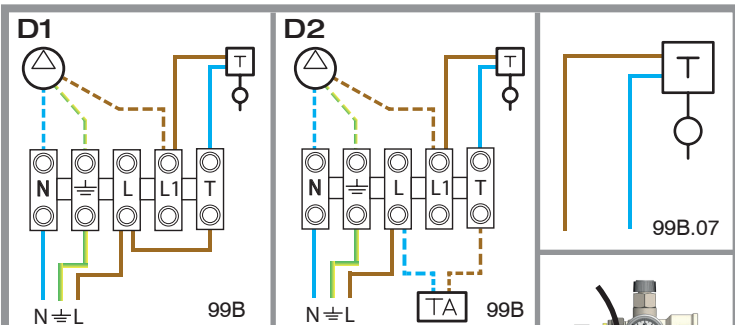 D1
T
N ⏚ L L1 T
N ⏚ L
99B
D2
T
N ⏚ L L1 T
TA
N ⏚ L
99B
T
99B.07